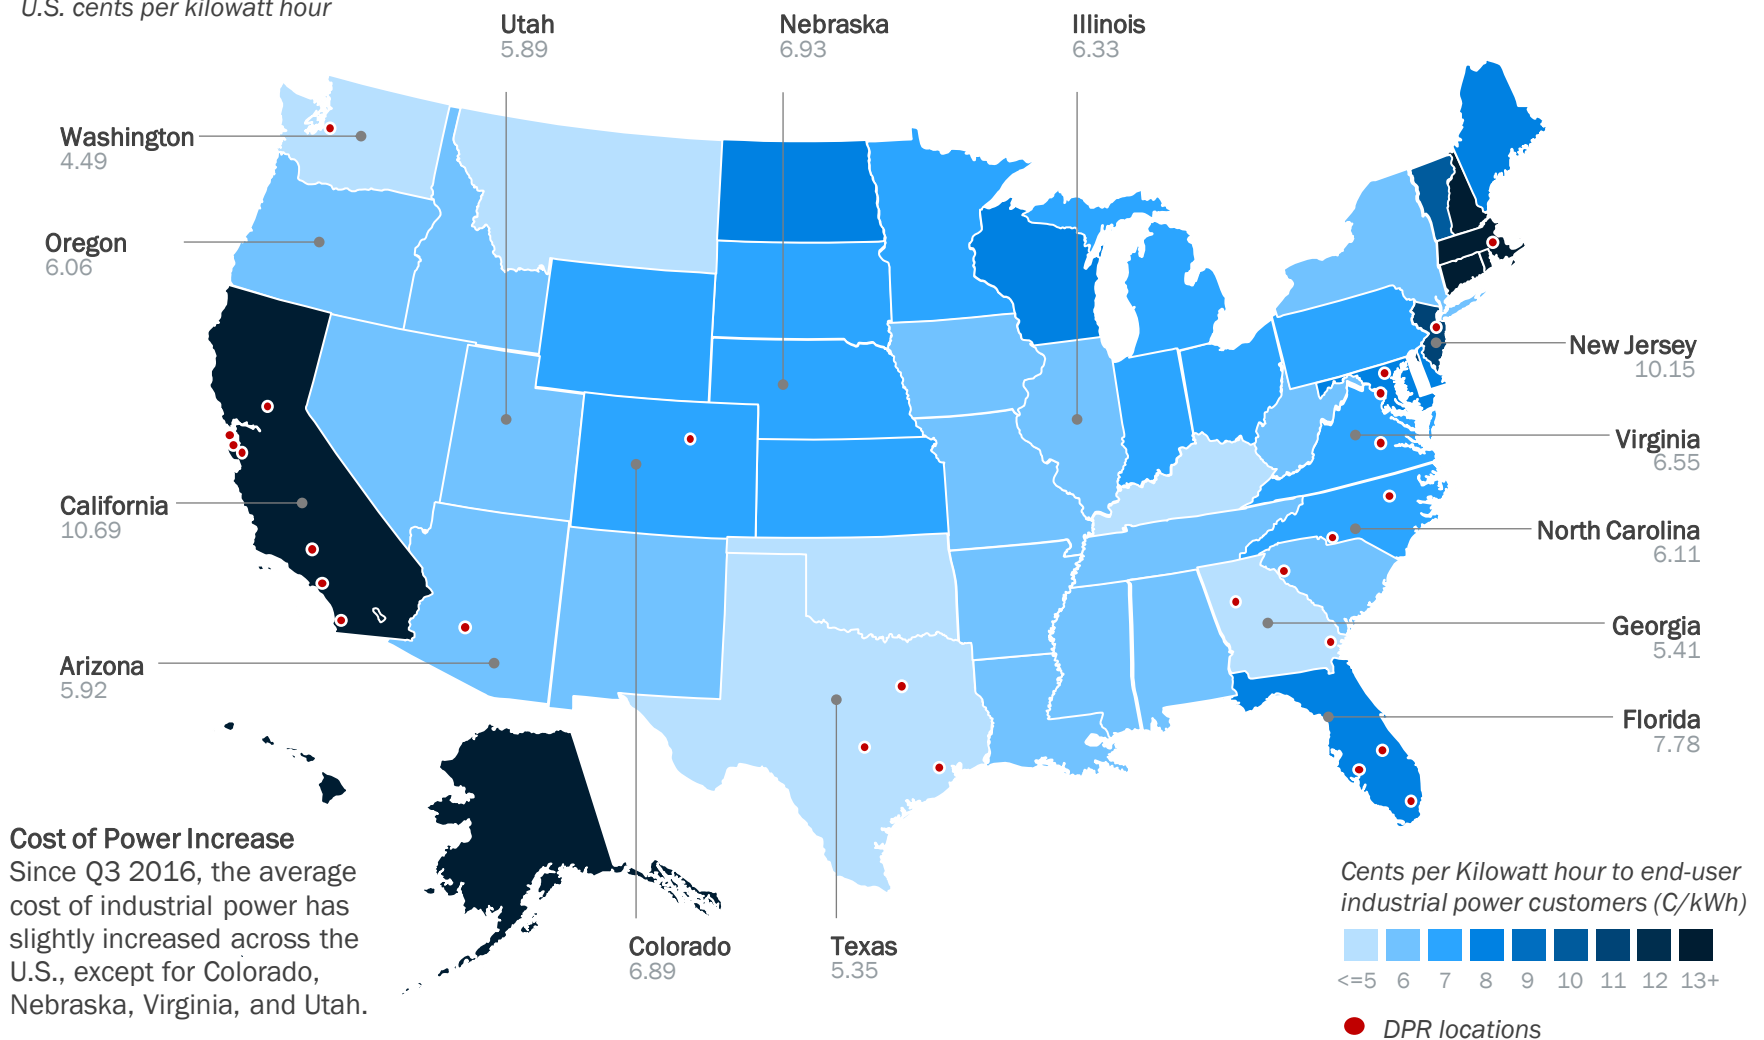 U.S. cents per kilowatt hour
Utah
5.89
Nebraska
6.93
Illinois
6.33
Washington
4.49
Oregon
6.06
California
10.69
Arizona
5.92
New Jersey
10.15
Virginia
6.55
North Carolina
6.11
Georgia
5.41
Florida
7.78
Colorado
6.89
Texas
5.35
Cost of Power Increase
Since Q3 2016, the average
cost of industrial power has
slightly increased across the
U.S., except for Colorado,
Nebraska, Virginia, and Utah.
Cents per Kilowatt hour to end-user
industrial power customers (C/kWh)
<=5 6 7 8 9 10 11 12 13+
DPR locations